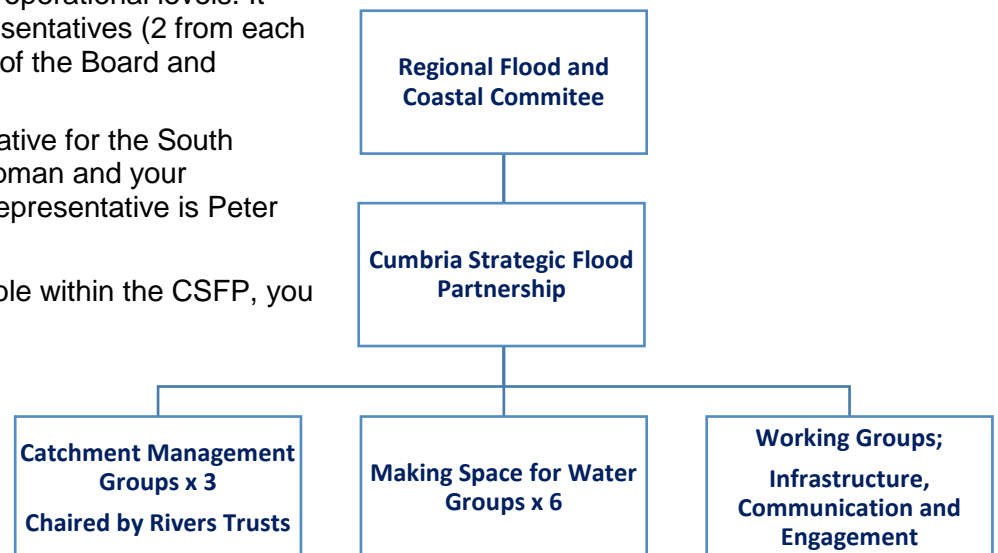 operational levels. It
sentatives (2 from each
of the Board and
ative for the South
oman and your
epresentative is Peter
ole within the CSFP, you
Regional Flood and
Coastal Commitee
Cumbria Strategic Flood
Partnership
Catchment Management
Groups x 3
Chaired by Rivers Trusts
Making Space for Water
Groups x 6
Working Groups;
Infrastructure,
Communication and
Engagement